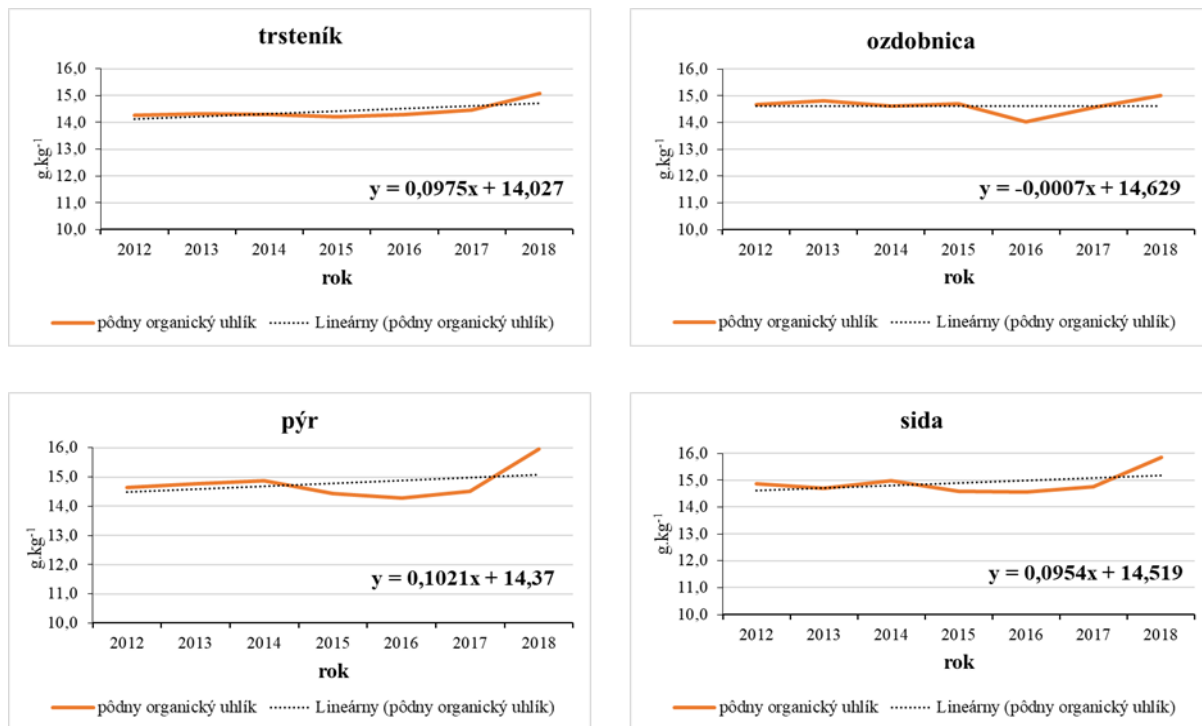 trsteník
16,0
15,0
14,0
13,0
12,0
11,0
10,0
g.kg-1
y = 0,0975x + 14,027
2012 2013 2014 2015 2016 2017 2018
rok
pôdny organický uhlík Lineárny (pôdny organický uhlík)
ozdobnica
16,0
15,0
14,0
13,0
12,0
11,0
10,0
g.kg-1
y = -0,0007x + 14,629
2012 2013 2014 2015 2016 2017 2018
rok
pôdny organický uhlík Lineárny (pôdny organický uhlík)
pýr
16,0
15,0
14,0
13,0
12,0
11,0
10,0
g.kg-1
y = 0,1021x + 14,37
2012 2013 2014 2015 2016 2017 2018
rok
pôdny organický uhlík Lineárny (pôdny organický uhlík)
sida
16,0
15,0
14,0
13,0
12,0
11,0
10,0
g.kg-1
y = 0,0954x + 14,519
2012 2013 2014 2015 2016 2017 2018
rok
pôdny organický uhlík Lineárny (pôdny organický uhlík)